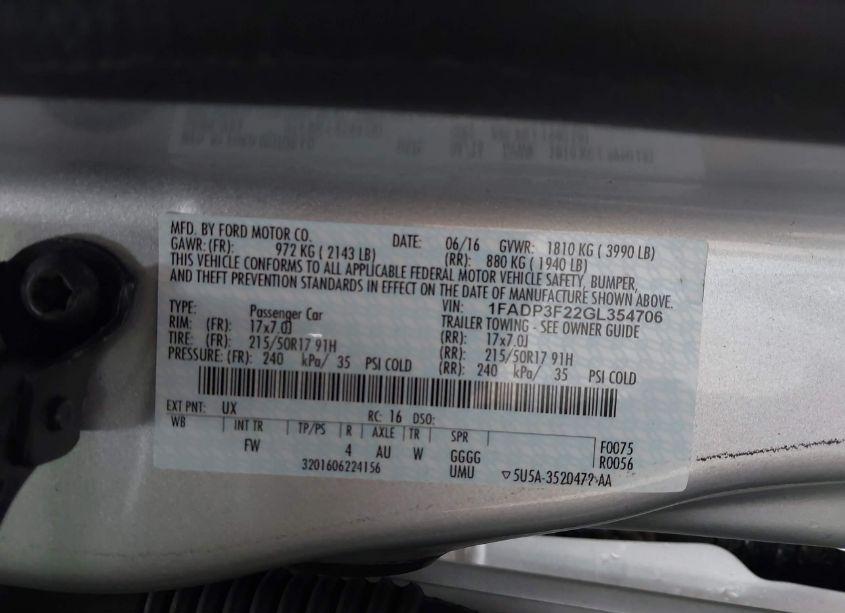 MFD. BY FORD MOTOR CO. DATE: 06/16 GVWR: 1810 KG ( 3990 LB)
GAWR: (FR): 972 KG ( 2143 LB) (RR): 880 KG ( 1940 LB)
THIS VEHICLE CONFORMS TO ALL APPLICABLE FEDERAL MOTOR VEHICLE SAFETY, BUMPER,
AND THEFT PREVENTION STANDARDS IN EFFECT ON THE DATE OF MANUFACTURE SHOWN ABOVE.
VIN: 1FADP3F22GL354706
TYPE: Passenger Car TRAILER TOWING - SEE OWNER GUIDE
RIM: (FR): 17x7.0J (RR): 17x7.0J
TIRE: (FR): 215/50R17 91H (RR): 215/50R17 91H
PRESSURE: (FR): 240 kPa/ 35 PSI COLD (RR): 240 kPa/ 35 PSI COLD
EXT PNT: UX RC: 16 DSO:
WB INT TR TP/PS R AXLE TR SPR F0075
FW 4 AU W GGGG R0056
3201606224156 UMU 5U5A-3520472-AA